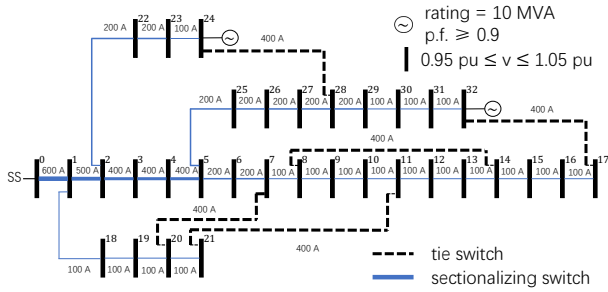 22 23 24
200 A 200 A 100 A
400 A
~ rating = 10 MVA
p.f. ≥ 0.9
0.95 pu ≤ v ≤ 1.05 pu
25 26 27 28 29 30 31 32
200 A 200 A 200 A 200 A 100 A 100 A 100 A
400 A
400 A
0 1 2 3 4 5 6 7 8 9 10 11 12 13 14 15 16 17
SS 600 A 500 A 400 A 400 A 400 A 200 A 200 A 100 A 100 A 100 A 100 A 100 A 100 A 100 A 100 A 100 A 100 A
400 A
400 A
18 19 20 21
100 A 100 A 100 A 100 A
tie switch
sectionalizing switch